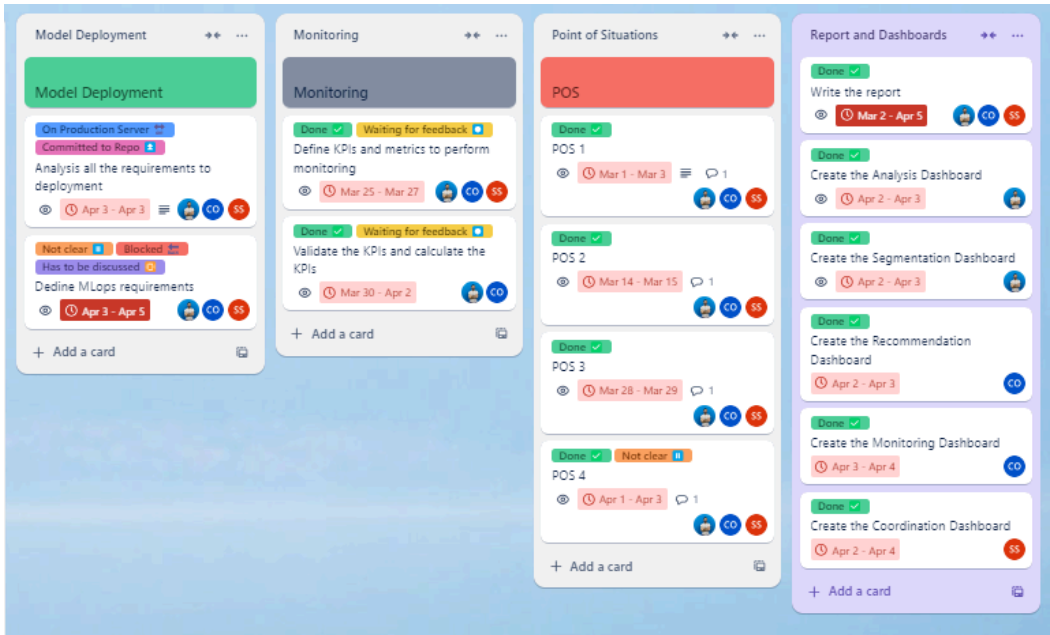 Model Deployment
Model Deployment
On Production Server
Committed to Repo
Analysis all the requirements to
deployment
Apr 3 - Apr 3
CO
SS
Not clear
Blocked
Has to be discussed
Dedine MLops requirements
Apr 3 - Apr 5
CO
SS
+ Add a card
Monitoring
Monitoring
Done
Waiting for feedback
Define KPIs and metrics to perform
monitoring
Mar 25 - Mar 27
CO
SS
Done
Waiting for feedback
Validate the KPIs and calculate the
KPIs
Mar 30 - Apr 2
CO
+ Add a card
Point of Situations
POS
Done
POS 1
Mar 1 - Mar 3
1
CO
SS
Done
POS 2
Mar 14 - Mar 15
1
CO
SS
Done
POS 3
Mar 28 - Mar 29
1
CO
SS
Done
Not clear
POS 4
Apr 1 - Apr 3
1
CO
SS
+ Add a card
Report and Dashboards
Done
Write the report
Mar 2 - Apr 5
CO
SS
Done
Create the Analysis Dashboard
Apr 2 - Apr 3
Done
Create the Segmentation Dashboard
Apr 2 - Apr 3
Done
Create the Recommendation
Dashboard
Apr 2 - Apr 3
CO
Done
Create the Monitoring Dashboard
Apr 3 - Apr 4
CO
Done
Create the Coordination Dashboard
Apr 2 - Apr 4
SS
+ Add a card